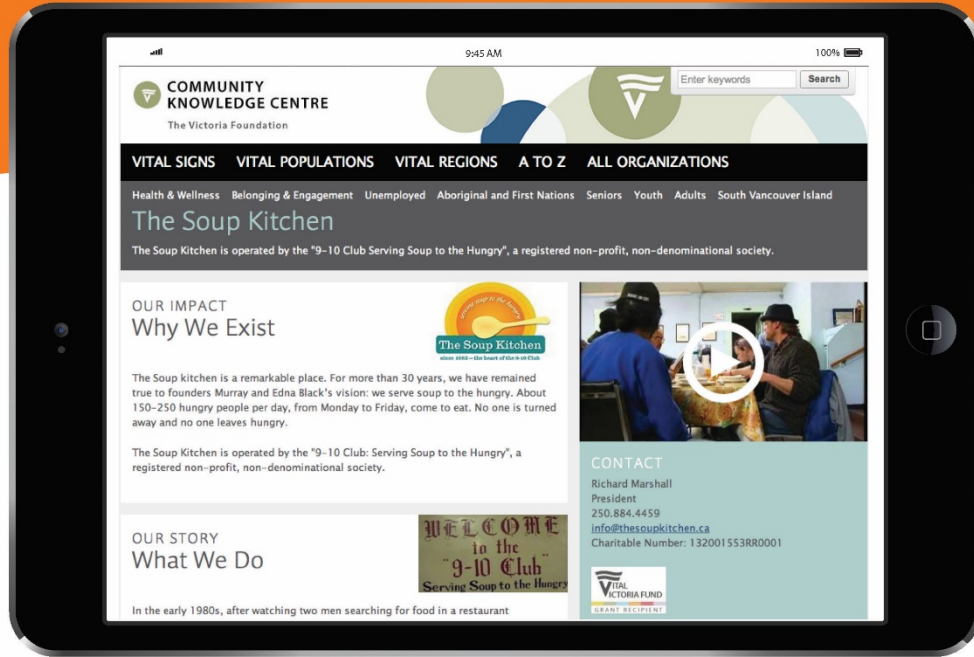 9:45 AM
100%
COMMUNITY
KNOWLEDGE CENTRE
The Victoria Foundation
Enter keywords
Search
VITAL SIGNS VITAL POPULATIONS VITAL REGIONS A TO Z ALL ORGANIZATIONS
Health & Wellness Belonging & Engagement Unemployed Aboriginal and First Nations Seniors Youth Adults South Vancouver Island
The Soup Kitchen
The Soup Kitchen is operated by the "9-10 Club Serving Soup to the Hungry", a registered non-profit, non-denominational society.
OUR IMPACT
Why We Exist
serving soup to the hungry
The Soup Kitchen
since 1982 – the heart of the 9-10 Club
The Soup kitchen is a remarkable place. For more than 30 years, we have remained
true to founders Murray and Edna Black's vision: we serve soup to the hungry. About
150-250 hungry people per day, from Monday to Friday, come to eat. No one is turned
away and no one leaves hungry.
The Soup Kitchen is operated by the "9-10 Club: Serving Soup to the Hungry", a
registered non-profit, non-denominational society.
OUR STORY
What We Do
WELCOME
to the
"9-10 Club"
Serving Soup to the Hungry
In the early 1980s, after watching two men searching for food in a restaurant
CONTACT
Richard Marshall
President
250.884.4459
info@thesoupkitchen.ca
Charitable Number: 132001553RR0001
VITAL
VICTORIA FUND
GRANT RECIPIENT